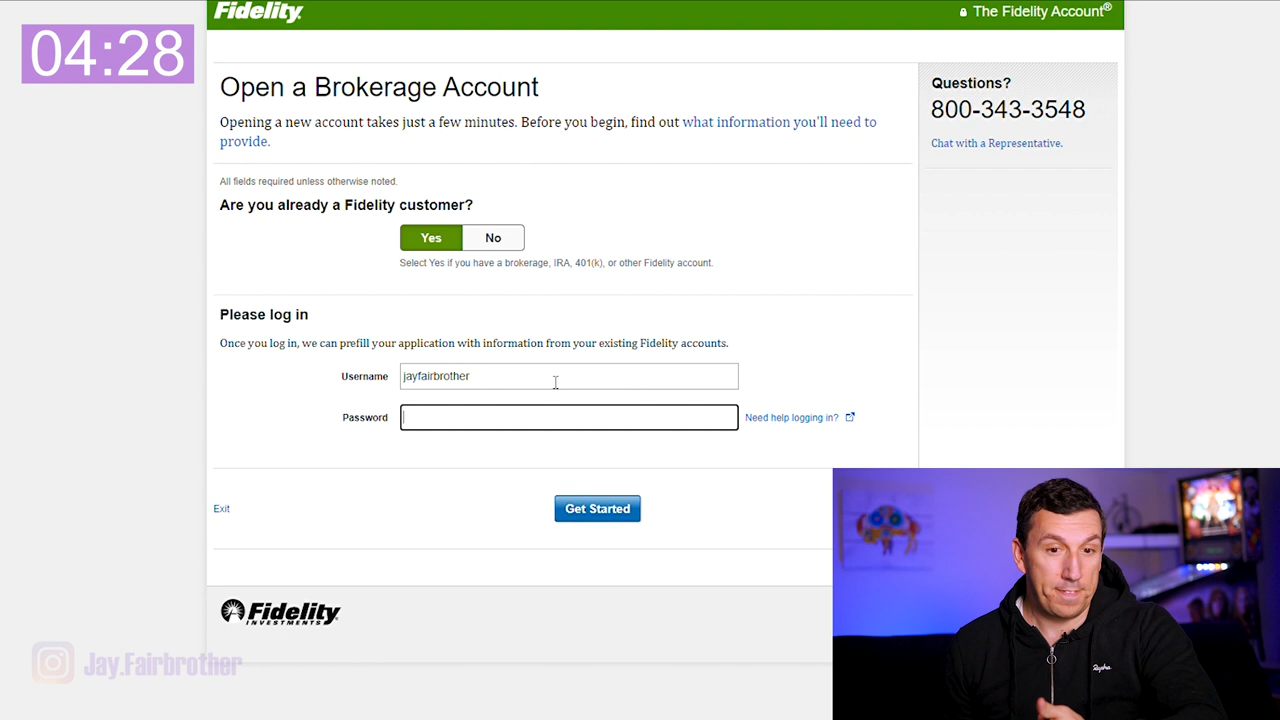 04:28
Fidelity
The Fidelity Account®
Open a Brokerage Account
Opening a new account takes just a few minutes. Before you begin, find out what information you'll need to
provide.
All fields required unless otherwise noted.
Are you already a Fidelity customer?
Yes No
Select Yes if you have a brokerage, IRA, 401(k), or other Fidelity account.
Please log in
Once you log in, we can prefill your application with information from your existing Fidelity accounts.
Username jayfairbrother
Password Need help logging in?
Exit Get Started
Fidelity
INVESTMENTS
Questions?
800-343-3548
Chat with a Representative.
Jay.Fairbrother
Rapha